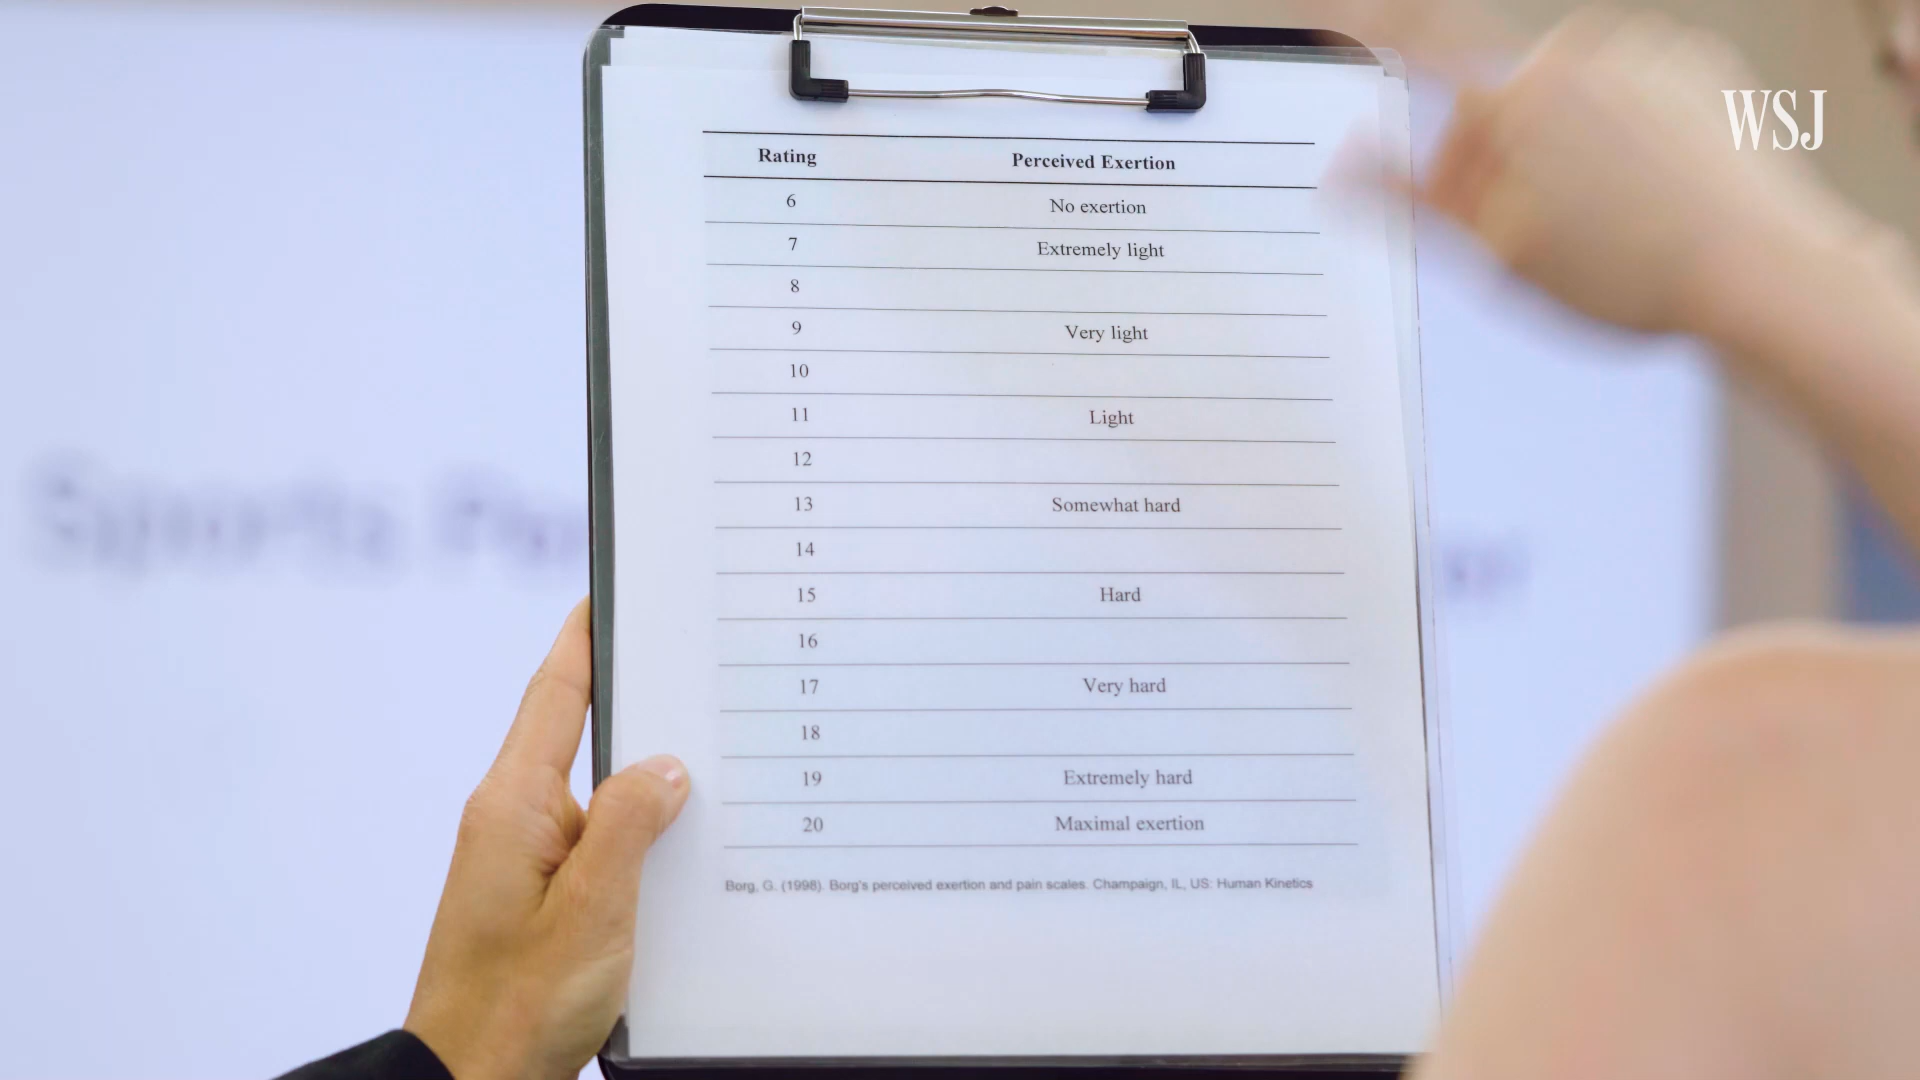 WSJ
Rating Perceived Exertion
6 No exertion
7 Extremely light
8
9 Very light
10
11 Light
12
13 Somewhat hard
14
15 Hard
16
17 Very hard
18
19 Extremely hard
20 Maximal exertion
Borg, G. (1998). Borg's perceived exertion and pain scales. Champaign, IL, US: Human Kinetics
Sports